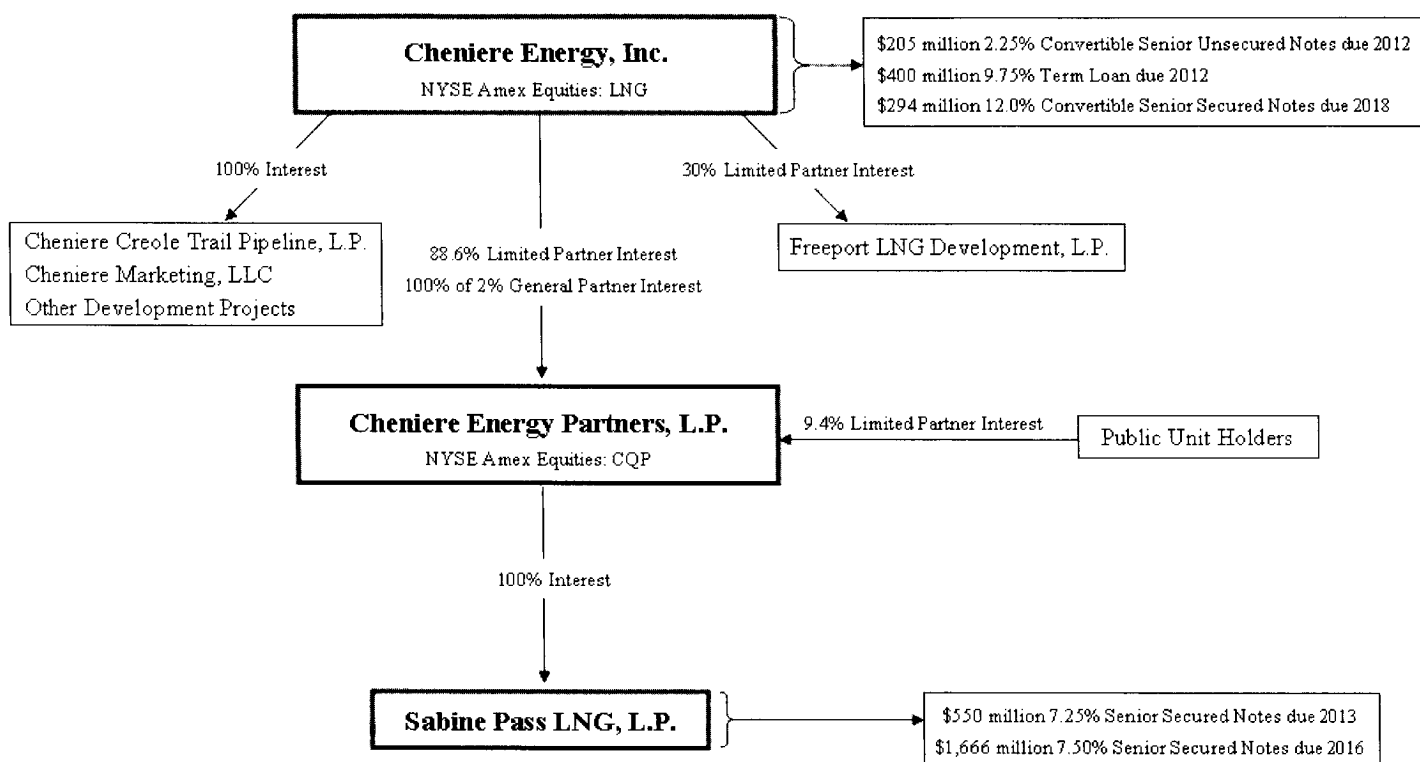 Cheniere Energy, Inc.
NYSE Amex Equities: LNG
$205 million 2.25% Convertible Senior Unsecured Notes due 2012
$400 million 9.75% Term Loan due 2012
$294 million 12.0% Convertible Senior Secured Notes due 2018
100% Interest
30% Limited Partner Interest
Cheniere Creole Trail Pipeline, L.P.
Cheniere Marketing, LLC
Other Development Projects
88.6% Limited Partner Interest
100% of 2% General Partner Interest
Freeport LNG Development, L.P.
Cheniere Energy Partners, L.P.
NYSE Amex Equities: CQP
9.4% Limited Partner Interest
Public Unit Holders
100% Interest
Sabine Pass LNG, L.P.
$550 million 7.25% Senior Secured Notes due 2013
$1,666 million 7.50% Senior Secured Notes due 2016